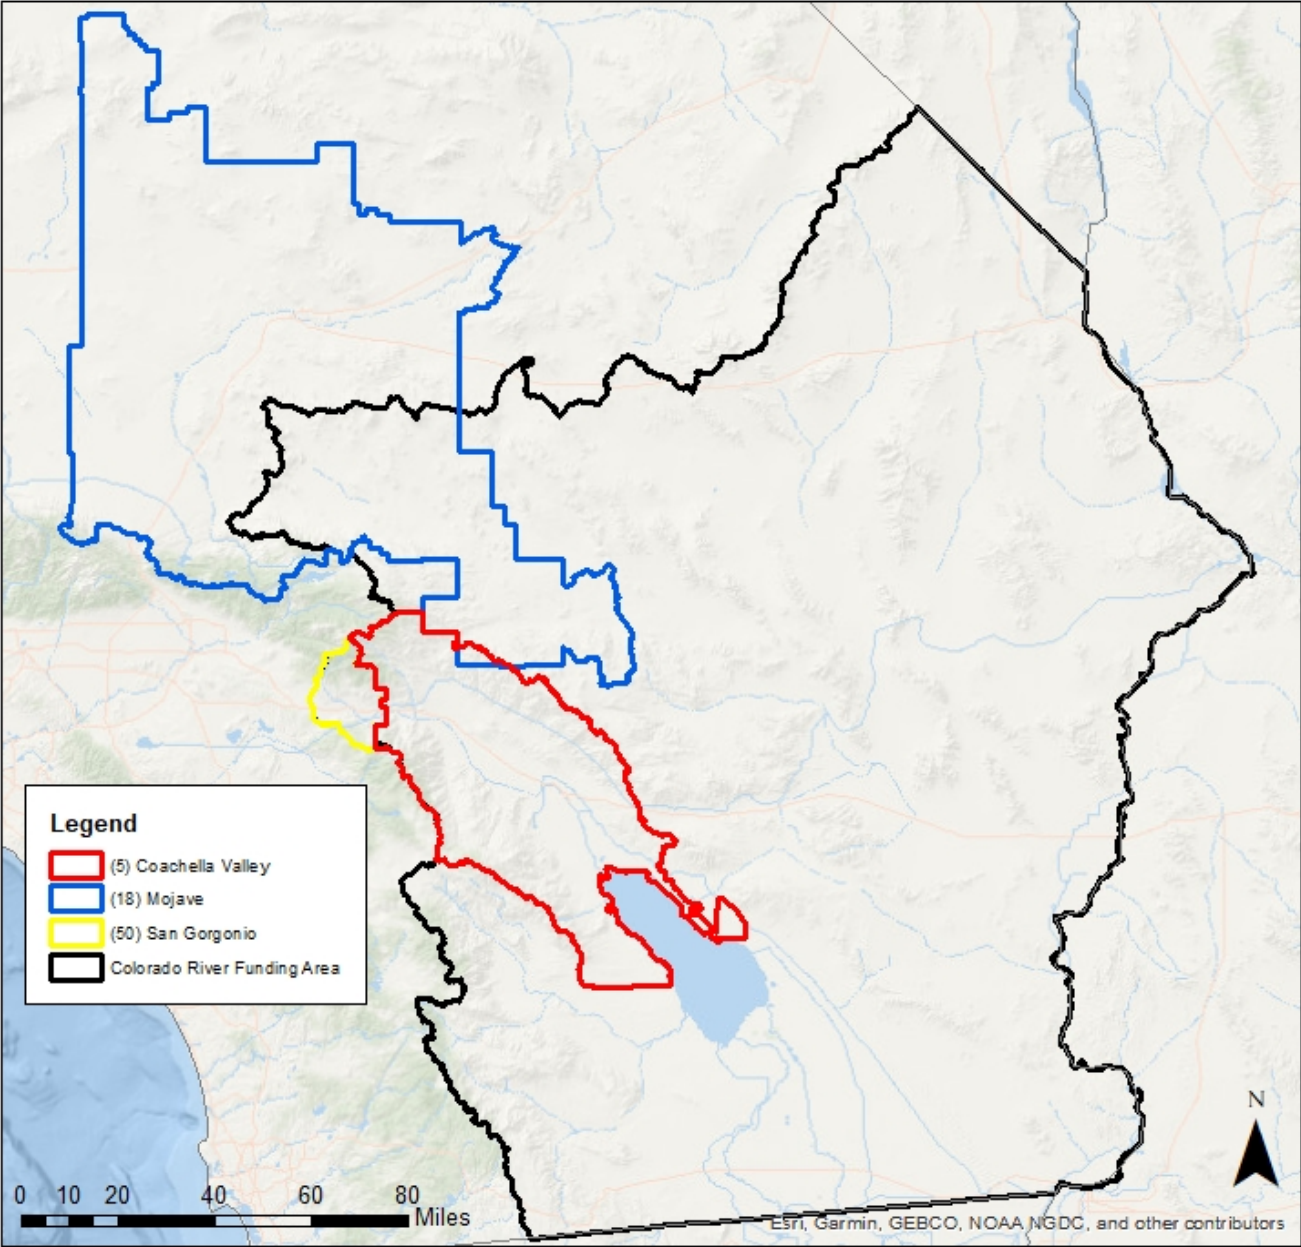 Legend
(5) Coachella Valley
(18) Mojave
(50) San Gorgonio
Colorado River Funding Area
N
0 10 20 40 60 80
Miles
Esri, Garmin, GEBCO, NOAA NGDC, and other contributors